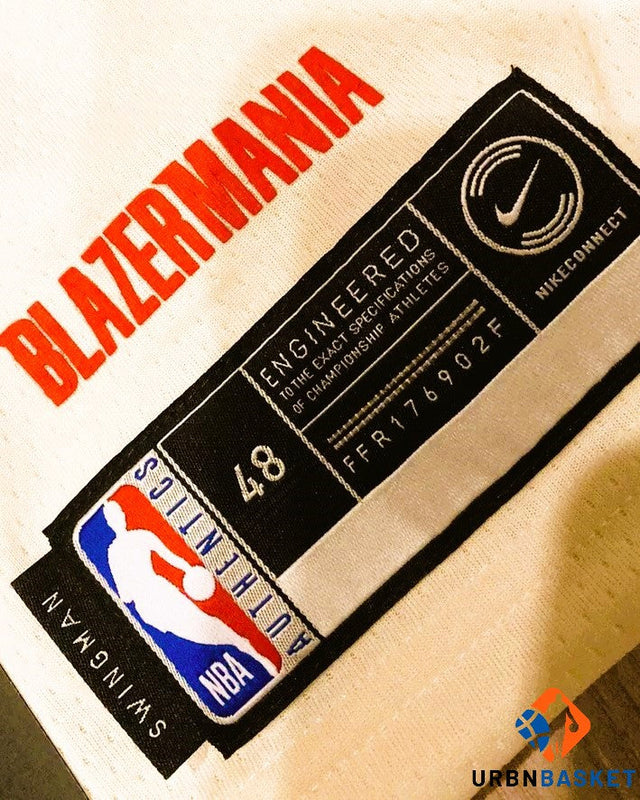 BLAZERMANIA
NIKECONNECT
ENGINEERED
TO THE EXACT SPECIFICATIONS
OF CHAMPIONSHIP ATHLETES
FFR176902F
48
AUTHENTICS
NBA
SWINGMAN
URBNBASKET